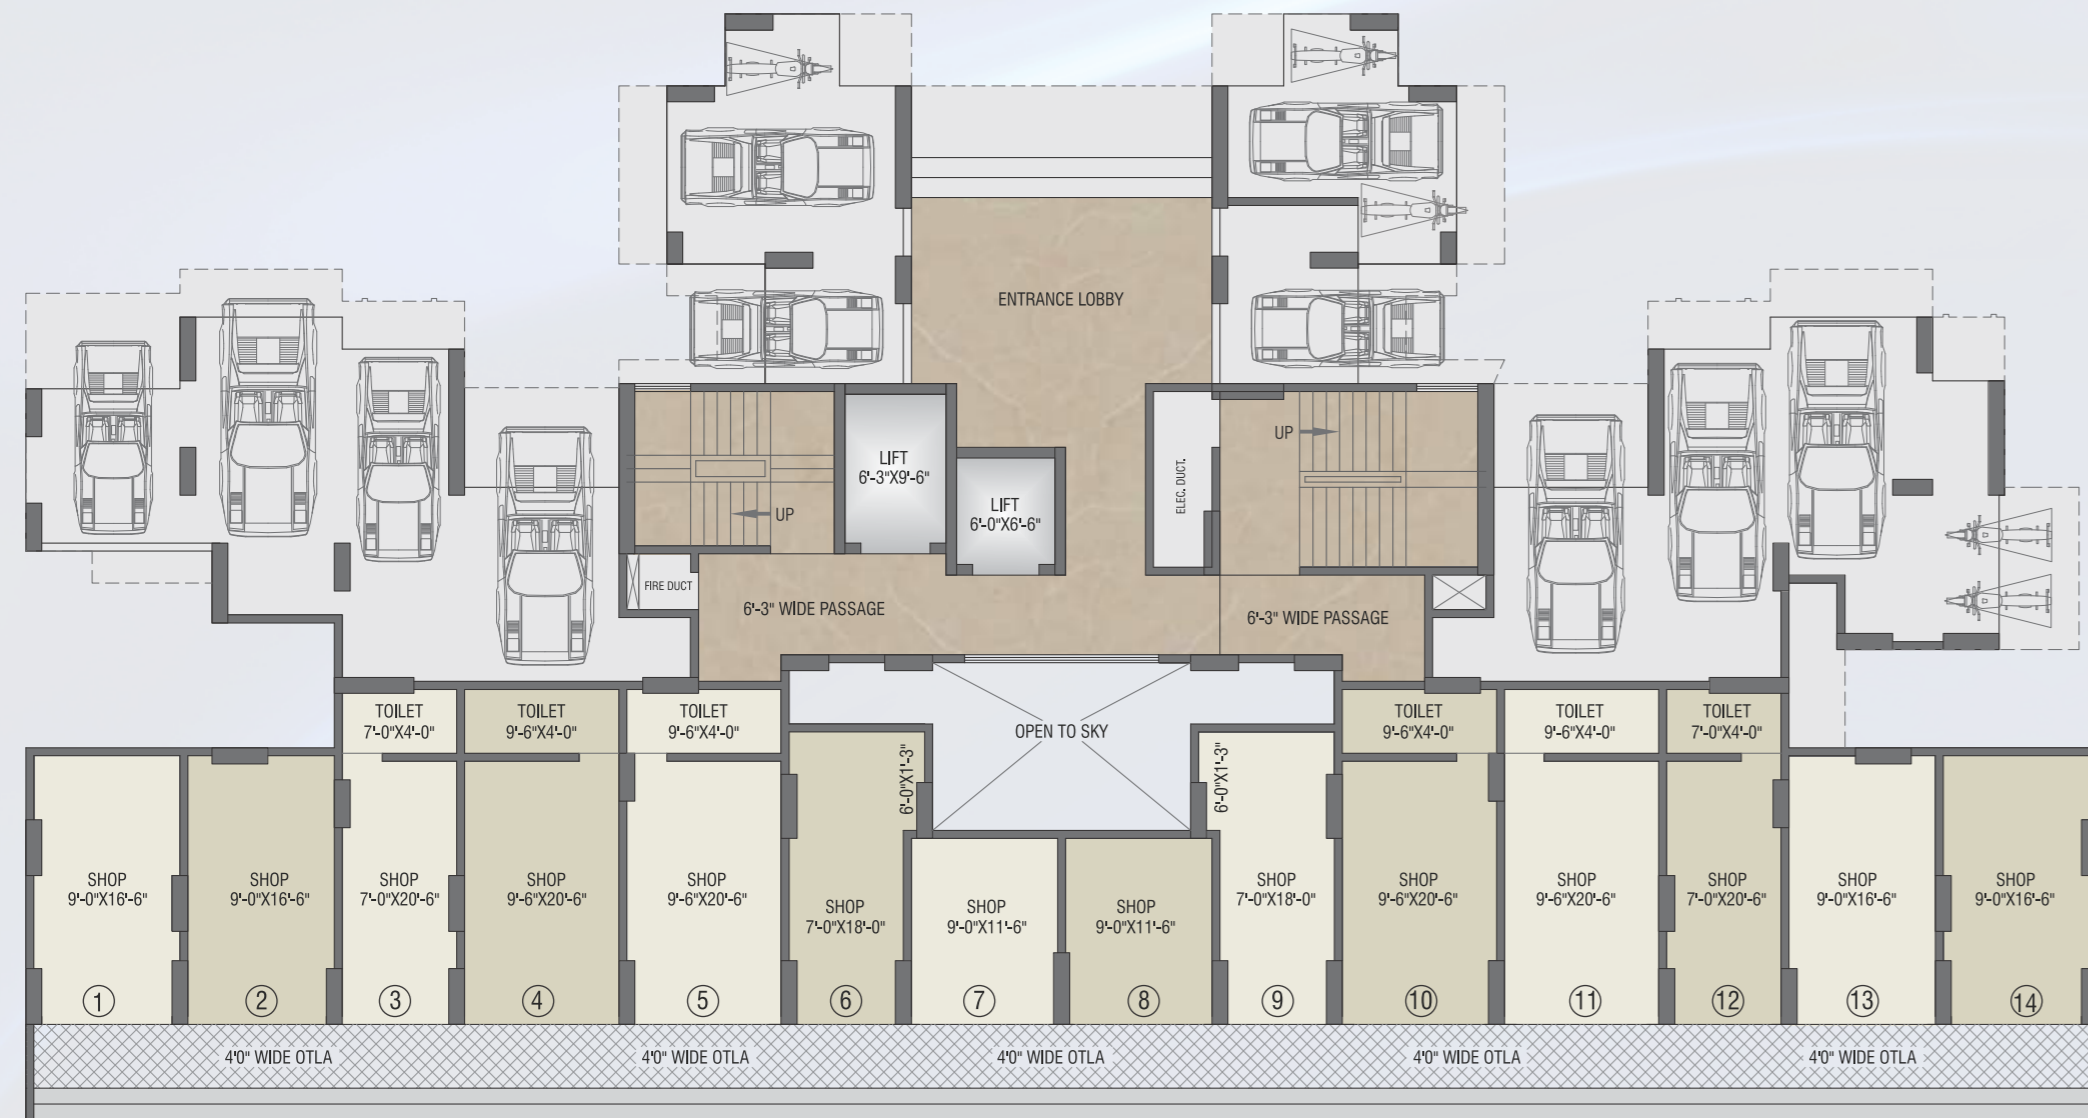 ENTRANCE LOBBY
LIFT
6'-3"X9'-6"
LIFT
6'-0"X6'-6"
UP
UP
ELEC. DUCT.
FIRE DUCT
6'-3" WIDE PASSAGE
6'-3" WIDE PASSAGE
OPEN TO SKY
TOILET
7'-0"X4'-0"
TOILET
9'-6"X4'-0"
TOILET
9'-6"X4'-0"
TOILET
9'-6"X4'-0"
TOILET
9'-6"X4'-0"
TOILET
7'-0"X4'-0"
6'-0"X1'-3"
6'-0"X1'-3"
SHOP
9'-0"X16'-6"
1
SHOP
9'-0"X16'-6"
2
SHOP
7'-0"X20'-6"
3
SHOP
9'-6"X20'-6"
4
SHOP
9'-6"X20'-6"
5
SHOP
7'-0"X18'-0"
6
SHOP
9'-0"X11'-6"
7
SHOP
9'-0"X11'-6"
8
SHOP
7'-0"X18'-0"
9
SHOP
9'-6"X20'-6"
10
SHOP
9'-6"X20'-6"
11
SHOP
7'-0"X20'-6"
12
SHOP
9'-0"X16'-6"
13
SHOP
9'-0"X16'-6"
14
4'0" WIDE OTLA
4'0" WIDE OTLA
4'0" WIDE OTLA
4'0" WIDE OTLA
4'0" WIDE OTLA